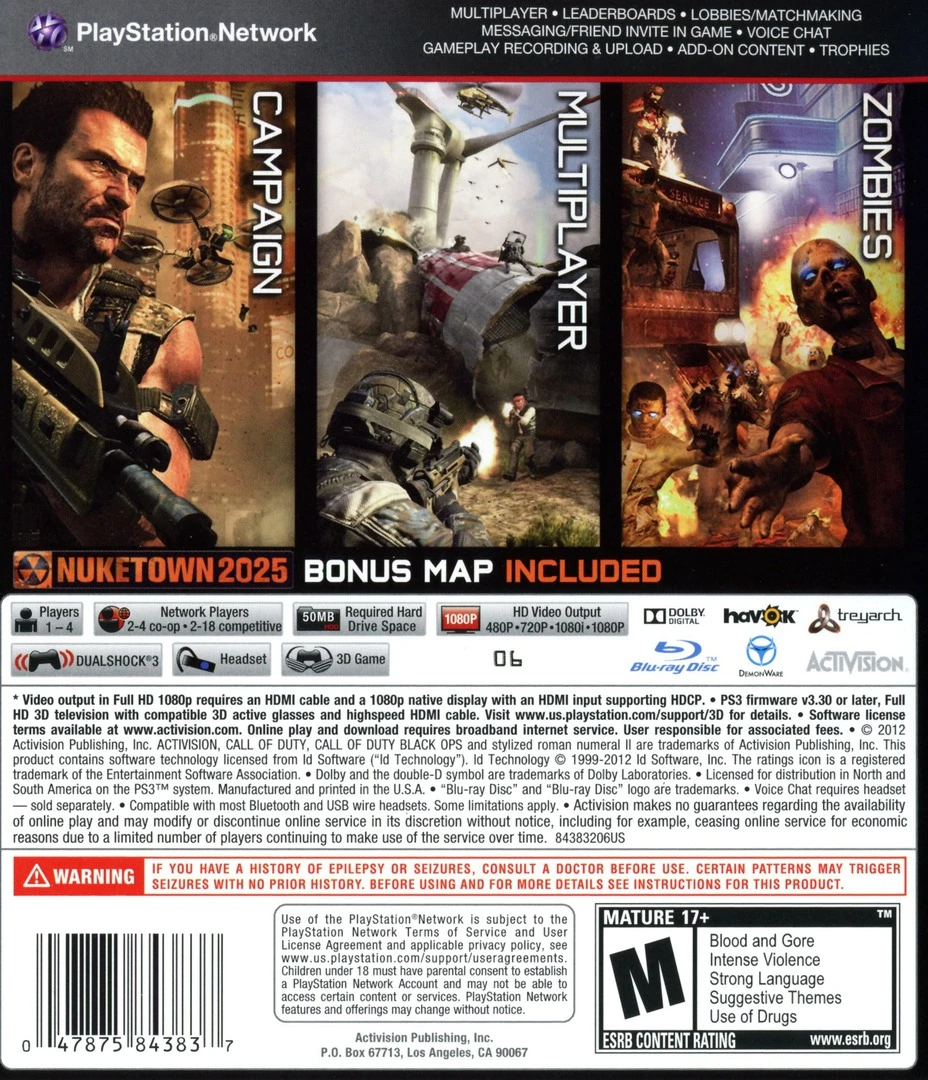 PlayStation®Network
SM
MULTIPLAYER • LEADERBOARDS • LOBBIES/MATCHMAKING
MESSAGING/FRIEND INVITE IN GAME • VOICE CHAT
GAMEPLAY RECORDING & UPLOAD • ADD-ON CONTENT • TROPHIES
CAMPAIGN
MULTIPLAYER
ZOMBIES
SERVICE
CO
NUKETOWN 2025 BONUS MAP INCLUDED
Players
1 – 4
Network Players
2-4 co-op • 2-18 competitive
50MB
HDD
Required Hard
Drive Space
1080P
HD Video Output
480P•720P•1080i•1080P
DOLBY
DIGITAL
havok
treyarch
DUALSHOCK®3
Headset
3D Game
06
Blu-ray Disc™
DEMONWARE
ACTIVISION®
* Video output in Full HD 1080p requires an HDMI cable and a 1080p native display with an HDMI input supporting HDCP. • PS3 firmware v3.30 or later, Full
HD 3D television with compatible 3D active glasses and highspeed HDMI cable. Visit www.us.playstation.com/support/3D for details. • Software license
terms available at www.activision.com. Online play and download requires broadband internet service. User responsible for associated fees. • © 2012
Activision Publishing, Inc. ACTIVISION, CALL OF DUTY, CALL OF DUTY BLACK OPS and stylized roman numeral II are trademarks of Activision Publishing, Inc. This
product contains software technology licensed from Id Software ("Id Technology"). Id Technology © 1999-2012 Id Software, Inc. The ratings icon is a registered
trademark of the Entertainment Software Association. • Dolby and the double-D symbol are trademarks of Dolby Laboratories. • Licensed for distribution in North and
South America on the PS3™ system. Manufactured and printed in the U.S.A. • "Blu-ray Disc" and "Blu-ray Disc" logo are trademarks. • Voice Chat requires headset
— sold separately. • Compatible with most Bluetooth and USB wire headsets. Some limitations apply. • Activision makes no guarantees regarding the availability
of online play and may modify or discontinue online service in its discretion without notice, including for example, ceasing online service for economic
reasons due to a limited number of players continuing to make use of the service over time. 84383206US
WARNING
IF YOU HAVE A HISTORY OF EPILEPSY OR SEIZURES, CONSULT A DOCTOR BEFORE USE. CERTAIN PATTERNS MAY TRIGGER
SEIZURES WITH NO PRIOR HISTORY. BEFORE USING AND FOR MORE DETAILS SEE INSTRUCTIONS FOR THIS PRODUCT.
0 47875 84383 7
Use of the PlayStation®Network is subject to the
PlayStation Network Terms of Service and User
License Agreement and applicable privacy policy, see
www.us.playstation.com/support/useragreements.
Children under 18 must have parental consent to establish
a PlayStation Network Account and may not be able to
access certain content or services. PlayStation Network
features and offerings may change without notice.
Activision Publishing, Inc.
P.O. Box 67713, Los Angeles, CA 90067
MATURE 17+
TM
M
Blood and Gore
Intense Violence
Strong Language
Suggestive Themes
Use of Drugs
ESRB CONTENT RATING www.esrb.org